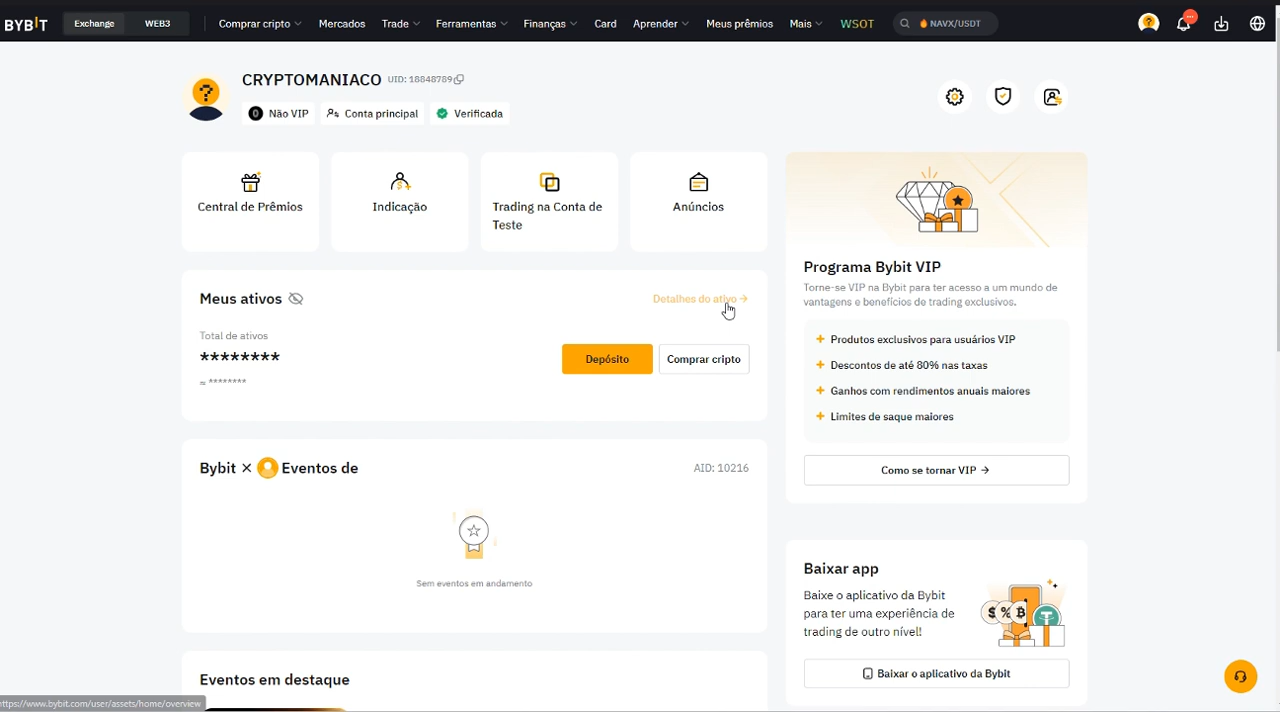 BYBIT Exchange WEB3 Comprar cripto Mercados Trade Ferramentas Finanças Card Aprender Meus prêmios Mais WSOT NAVX/USDT
CRYPTOMANIACO UID: 18848789
Não VIP Conta principal Verificada
Central de Prêmios
Indicação
Trading na Conta de
Teste
Anúncios
Meus ativos
Detalhes do ativo →
Total de ativos
********
≈ ********
Depósito
Comprar cripto
Bybit × Eventos de
AID: 10216
Sem eventos em andamento
Eventos em destaque
Programa Bybit VIP
Torne-se VIP na Bybit para ter acesso a um mundo de
vantagens e benefícios de trading exclusivos.
+ Produtos exclusivos para usuários VIP
+ Descontos de até 80% nas taxas
+ Ganhos com rendimentos anuais maiores
+ Limites de saque maiores
Como se tornar VIP →
Baixar app
Baixe o aplicativo da Bybit
para ter uma experiência de
trading de outro nível!
Baixar o aplicativo da Bybit
https://www.bybit.com/user/assets/home/overview